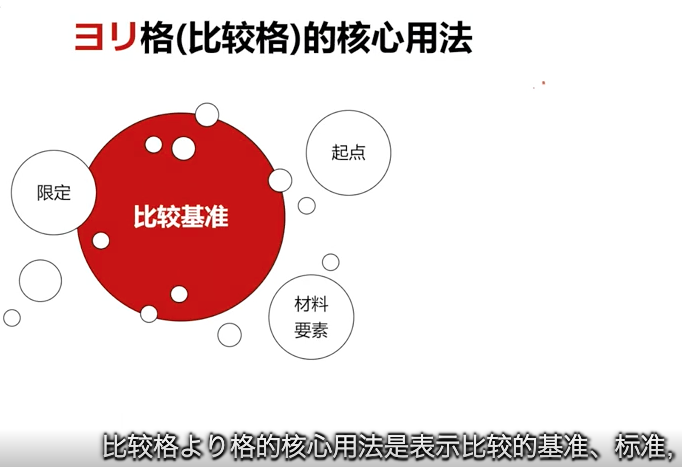 ヨリ格(比较格)的核心用法
起点
限定
比较基准
材料
要素
比较格より格的核心用法是表示比较的基准、标准,